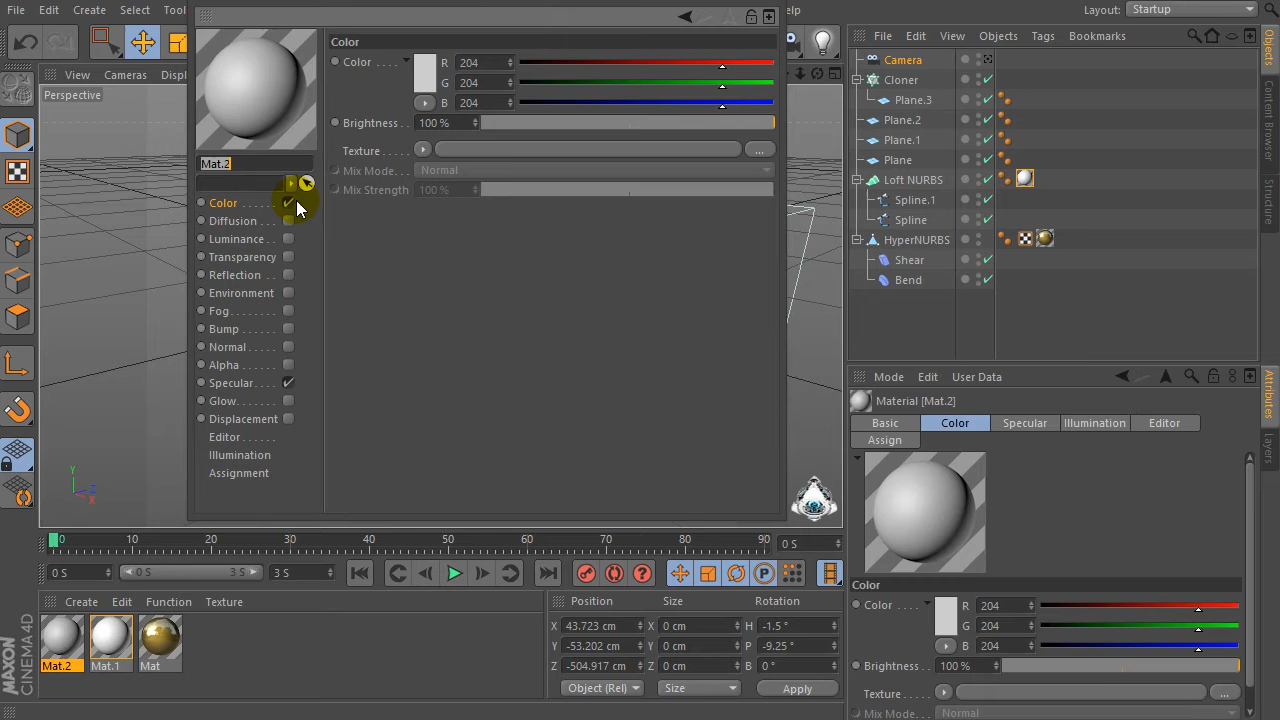 File Edit Create Select Tool
elp
Layout: Startup
View Cameras Displ
Perspective
Color
Color . . . . R 204
G 204
B 204
Brightness . . 100 %
Texture . . . . . ...
Mix Mode. . Normal
Mix Strength 100 %
Mat.2
Color . . . . . .
Diffusion . . .
Luminance . .
Transparency
Reflection . .
Environment
Fog. . . . . . .
Bump . . . . .
Normal . . . .
Alpha . . . . .
Specular. . . .
Glow. . . . . .
Displacement
Editor . . . . .
Illumination
Assignment
File Edit View Objects Tags Bookmarks
Camera
Cloner
Plane.3
Plane.2
Plane.1
Plane
Loft NURBS
Spline.1
Spline
HyperNURBS
Shear
Bend
Objects
Content Browser
Structure
Mode Edit User Data
Material [Mat.2]
Basic Color Specular Illumination Editor
Assign
Attributes
Layers
Color
Color . . . . R 204
G 204
B 204
Brightness . . 100 %
Texture . . . . . ...
Mix Mode. . Normal
Y
Z
X
0 10 20 30 40 50 60 70 80 90 0 S
0 S 0 S 3 S 3 S
Create Edit Function Texture
Mat.2 Mat.1 Mat
Position Size Rotation
X 43.723 cm X 0 cm H -1.5 °
Y -53.202 cm Y 0 cm P -9.25 °
Z -504.917 cm Z 0 cm B 0 °
Object (Rel) Size Apply
MAXON
CINEMA 4D